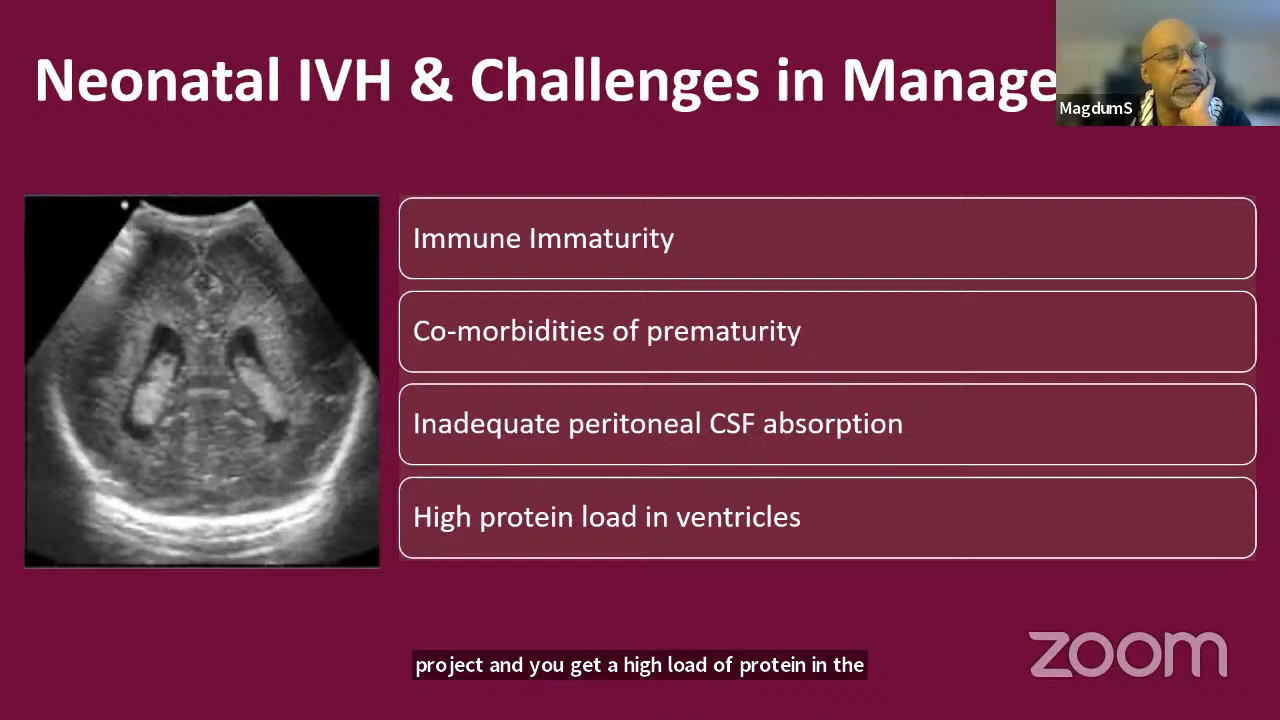 Neonatal IVH & Challenges in Manage
MagdumS
Immune Immaturity
Co-morbidities of prematurity
Inadequate peritoneal CSF absorption
High protein load in ventricles
project and you get a high load of protein in the
zoom